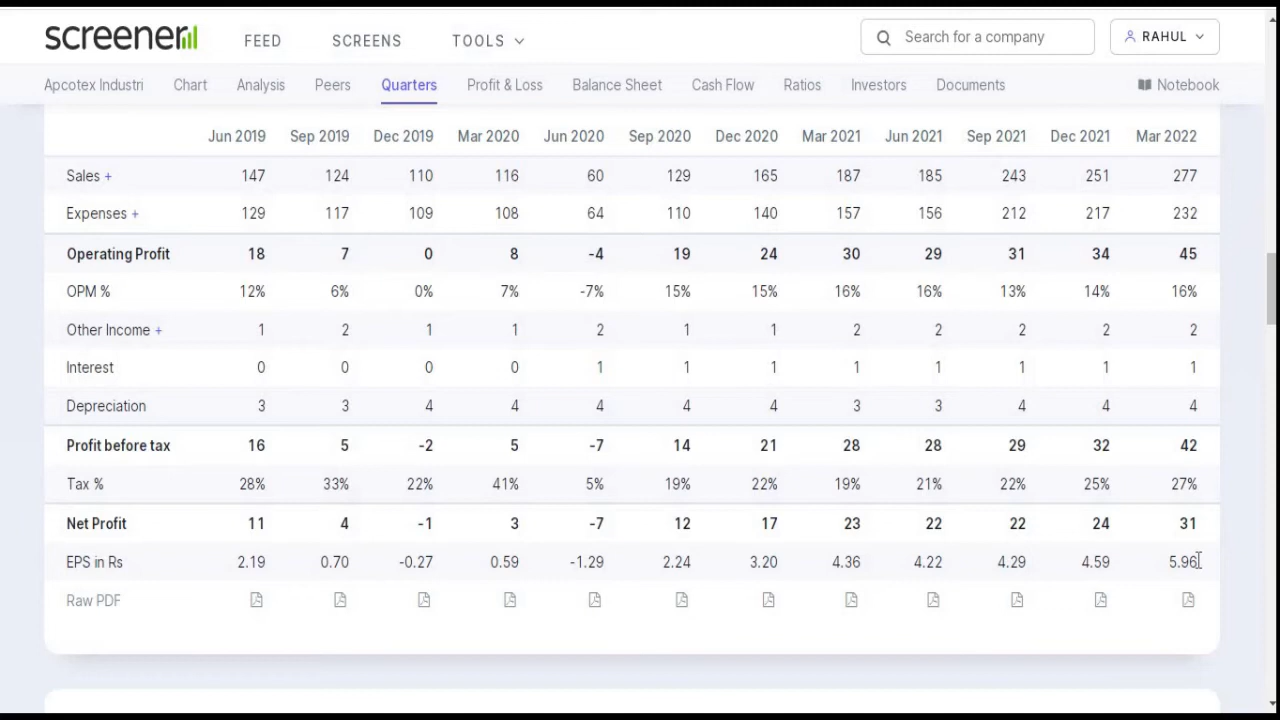 screener FEED SCREENS TOOLS Search for a company RAHUL
Apcotex Industri Chart Analysis Peers Quarters Profit & Loss Balance Sheet Cash Flow Ratios Investors Documents Notebook
Jun 2019 Sep 2019 Dec 2019 Mar 2020 Jun 2020 Sep 2020 Dec 2020 Mar 2021 Jun 2021 Sep 2021 Dec 2021 Mar 2022
Sales + 147 124 110 116 60 129 165 187 185 243 251 277
Expenses + 129 117 109 108 64 110 140 157 156 212 217 232
Operating Profit 18 7 0 8 -4 19 24 30 29 31 34 45
OPM % 12% 6% 0% 7% -7% 15% 15% 16% 16% 13% 14% 16%
Other Income + 1 2 1 1 2 1 1 2 2 2 2 2
Interest 0 0 0 0 1 1 1 1 1 1 1 1
Depreciation 3 3 4 4 4 4 4 3 3 4 4 4
Profit before tax 16 5 -2 5 -7 14 21 28 28 29 32 42
Tax % 28% 33% 22% 41% 5% 19% 22% 19% 21% 22% 25% 27%
Net Profit 11 4 -1 3 -7 12 17 23 22 22 24 31
EPS in Rs 2.19 0.70 -0.27 0.59 -1.29 2.24 3.20 4.36 4.22 4.29 4.59 5.96
Raw PDF